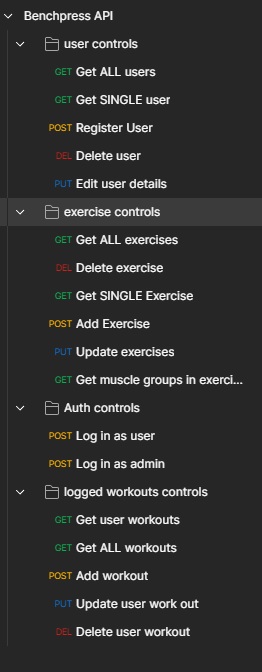 Benchpress API
user controls
GET Get ALL users
GET Get SINGLE user
POST Register User
DEL Delete user
PUT Edit user details
exercise controls
GET Get ALL exercises
DEL Delete exercise
GET Get SINGLE Exercise
POST Add Exercise
PUT Update exercises
GET Get muscle groups in exerci...
Auth controls
POST Log in as user
POST Log in as admin
logged workouts controls
GET Get user workouts
GET Get ALL workouts
POST Add workout
PUT Update user work out
DEL Delete user workout